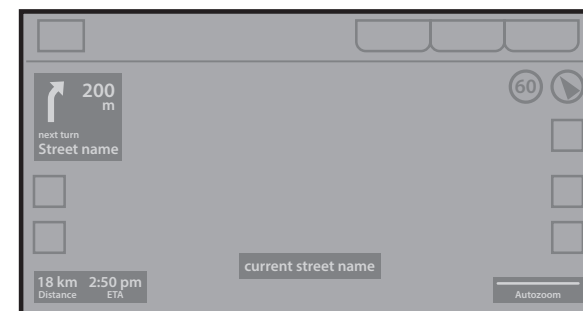 200
m
next turn
Street name
60
current street name
18 km 2:50 pm
Distance ETA
Autozoom